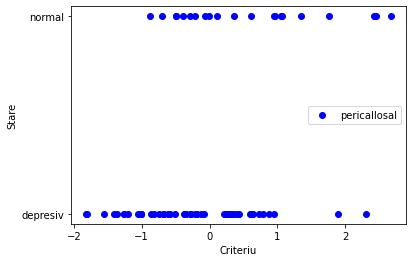 normal
Stare
pericallosal
depresiv
−2 −1 0 1 2
Criteriu